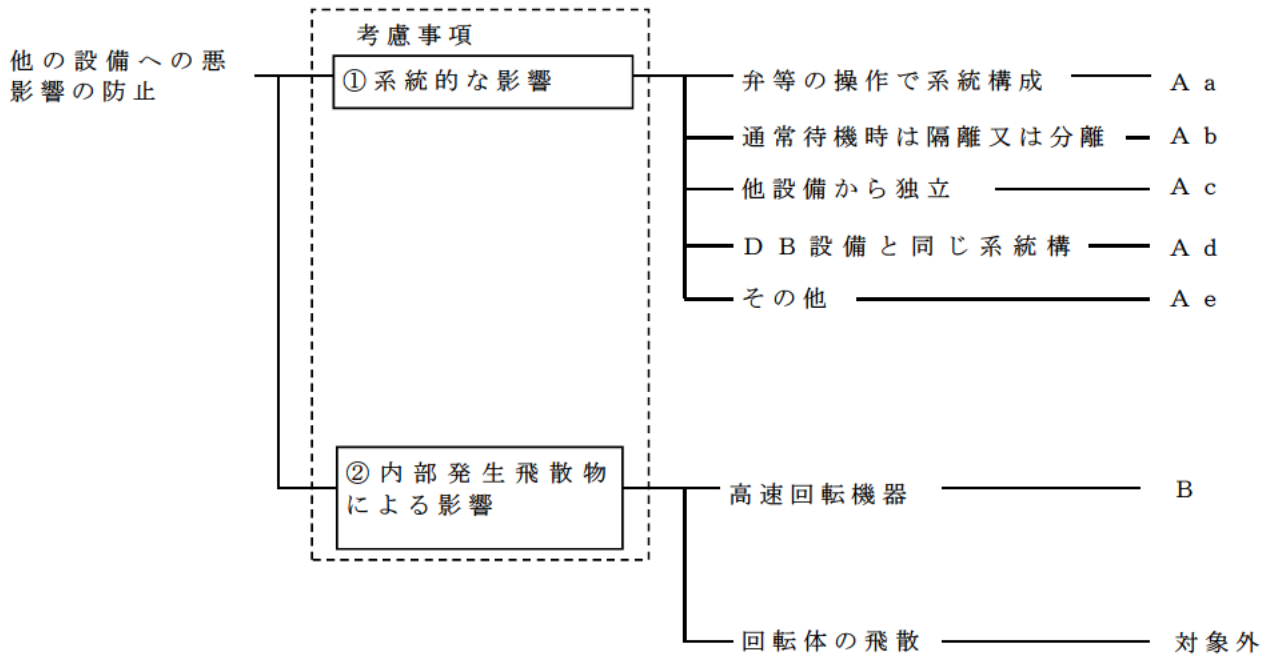 考慮事項
他の設備への悪
影響の防止
①系統的な影響
弁等の操作で系統構成 Aa
通常待機時は隔離又は分離 Ab
他設備から独立 Ac
DB設備と同じ系統構 Ad
その他 Ae
②内部発生飛散物
による影響
高速回転機器 B
回転体の飛散 対象外